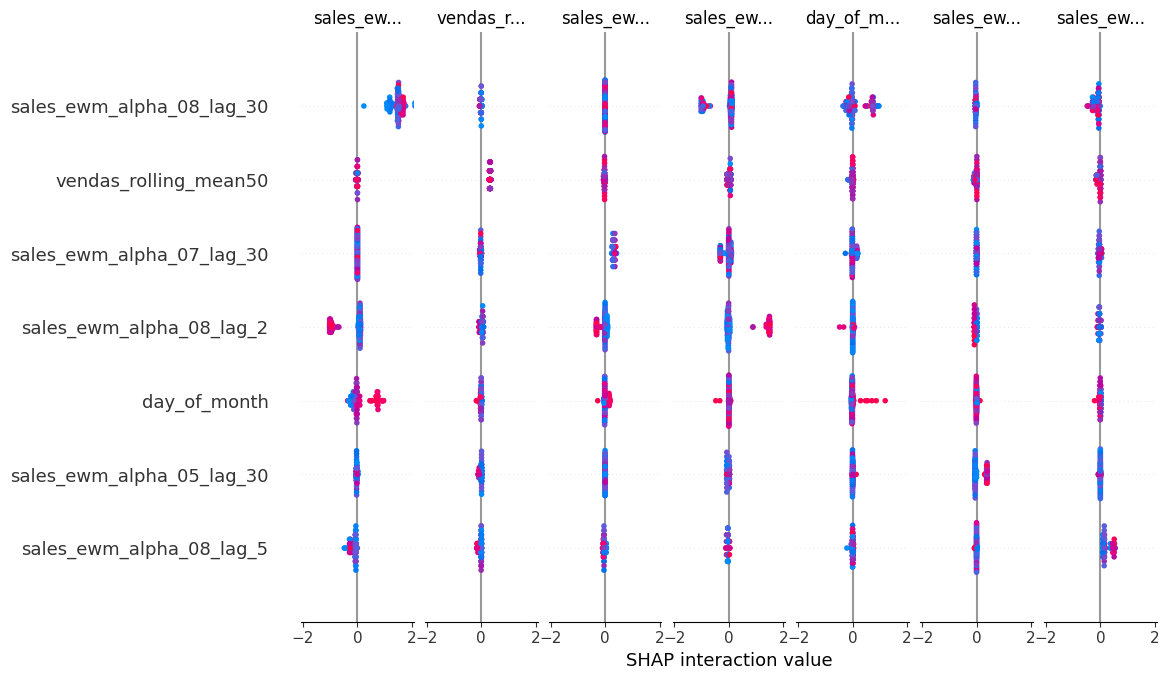 sales_ew... vendas_r... sales_ew... sales_ew... day_of_m... sales_ew... sales_ew...
sales_ewm_alpha_08_lag_30
vendas_rolling_mean50
sales_ewm_alpha_07_lag_30
sales_ewm_alpha_08_lag_2
day_of_month
sales_ewm_alpha_05_lag_30
sales_ewm_alpha_08_lag_5
−2 0 2 −2 0 2 −2 0 2 −2 0 2 −2 0 2 −2 0 2 −2 0 2
SHAP interaction value